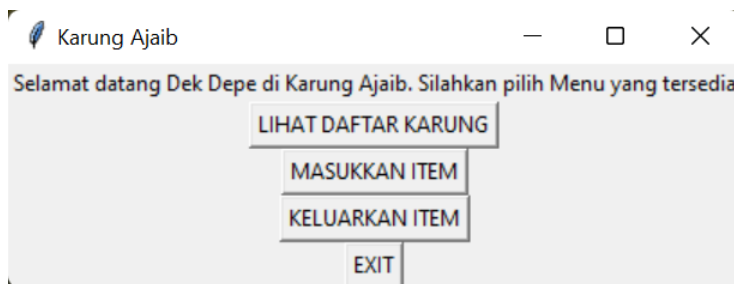 Karung Ajaib
Selamat datang Dek Depe di Karung Ajaib. Silahkan pilih Menu yang tersedia
LIHAT DAFTAR KARUNG
MASUKKAN ITEM
KELUARKAN ITEM
EXIT